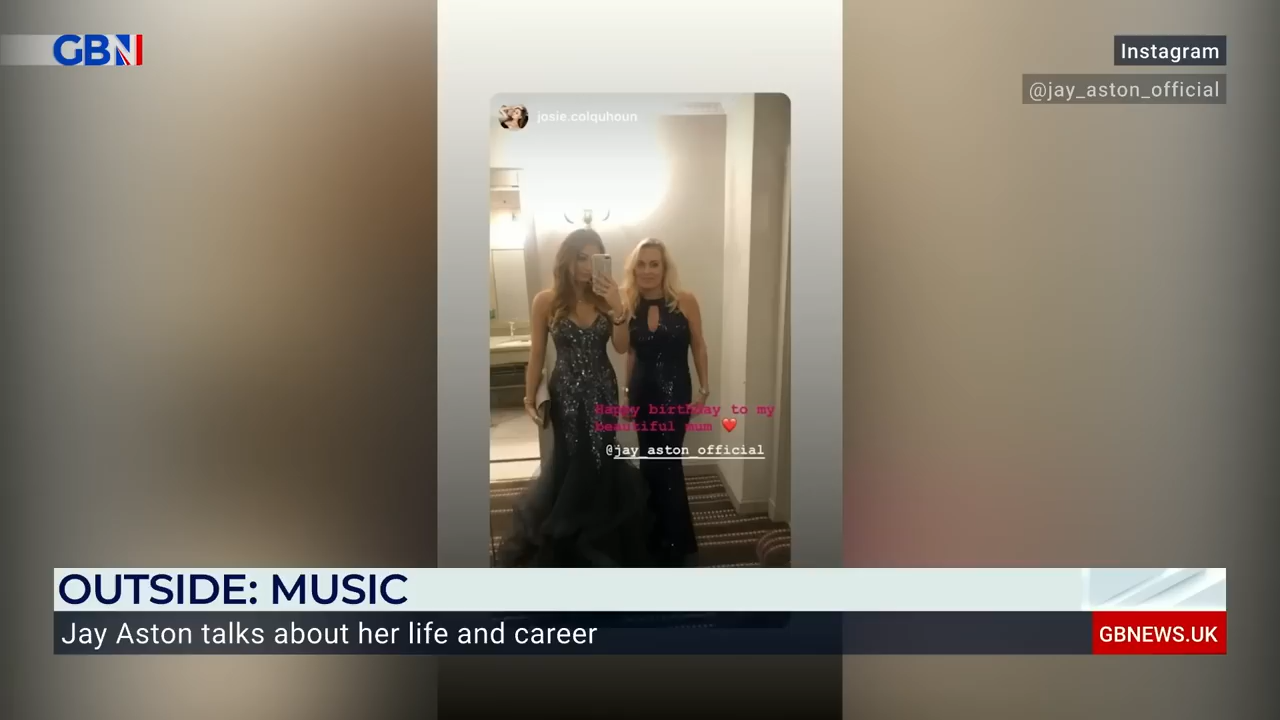 GBN
Instagram
@jay_aston_official
josie.colquhoun
Happy birthday to my
beautiful mum ❤️
@jay_aston_official
OUTSIDE: MUSIC
Jay Aston talks about her life and career
GBNEWS.UK